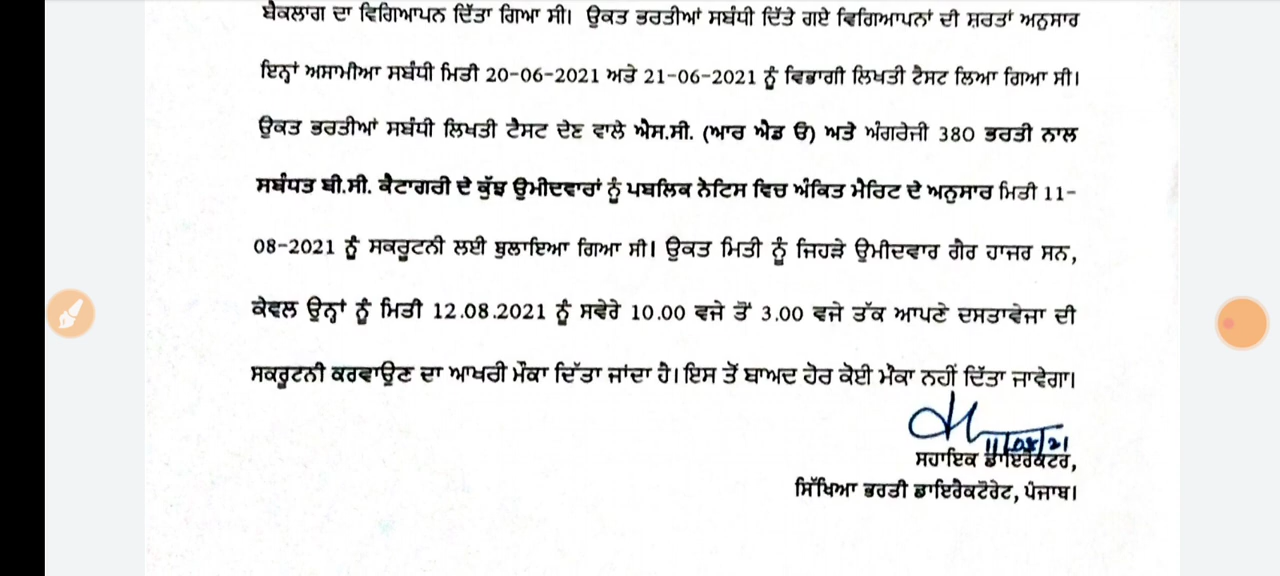 ਬੈਕਲਾਗ ਦਾ ਵਿਗਿਆਪਨ ਦਿੱਤਾ ਗਿਆ ਸੀ। ਉਕਤ ਭਰਤੀਆਂ ਸਬੰਧੀ ਦਿੱਤੇ ਗਏ ਵਿਗਿਆਪਨਾਂ ਦੀ ਸ਼ਰਤਾਂ ਅਨੁਸਾਰ
ਇਨ੍ਹਾਂ ਅਸਾਮੀਆ ਸਬੰਧੀ ਮਿਤੀ 20-06-2021 ਅਤੇ 21-06-2021 ਨੂੰ ਵਿਭਾਗੀ ਲਿਖਤੀ ਟੈਸਟ ਲਿਆ ਗਿਆ ਸੀ।
ਉਕਤ ਭਰਤੀਆਂ ਸਬੰਧੀ ਲਿਖਤੀ ਟੈਸਟ ਦੇਣ ਵਾਲੇ ਐਸ.ਸੀ. (ਆਰ ਐਡ ਓ) ਅਤੇ ਅੰਗਰੇਜੀ 380 ਭਰਤੀ ਨਾਲ
ਸਬੰਧਤ ਬੀ.ਸੀ. ਕੈਟਾਗਰੀ ਦੇ ਕੁੱਝ ਉਮੀਦਵਾਰਾਂ ਨੂੰ ਪਬਲਿਕ ਨੋਟਿਸ ਵਿਚ ਅੰਕਿਤ ਮੈਰਿਟ ਦੇ ਅਨੁਸਾਰ ਮਿਤੀ 11-
08-2021 ਨੂੰ ਸਕਰੂਟਨੀ ਲਈ ਬੁਲਾਇਆ ਗਿਆ ਸੀ। ਉਕਤ ਮਿਤੀ ਨੂੰ ਜਿਹੜੇ ਉਮੀਦਵਾਰ ਗੈਰ ਹਾਜਰ ਸਨ,
ਕੇਵਲ ਉਨ੍ਹਾਂ ਨੂੰ ਮਿਤੀ 12.08.2021 ਨੂੰ ਸਵੇਰੇ 10.00 ਵਜੇ ਤੋਂ 3.00 ਵਜੇ ਤੱਕ ਆਪਣੇ ਦਸਤਾਵੇਜਾ ਦੀ
ਸਕਰੂਟਨੀ ਕਰਵਾਉਣ ਦਾ ਆਖਰੀ ਮੌਕਾ ਦਿੱਤਾ ਜਾਂਦਾ ਹੈ। ਇਸ ਤੋਂ ਬਾਅਦ ਹੋਰ ਕੋਈ ਮੌਕਾ ਨਹੀਂ ਦਿੱਤਾ ਜਾਵੇਗਾ।
11/08/21
ਸਹਾਇਕ ਡਾਇਰੈਕਟਰ,
ਸਿੱਖਿਆ ਭਰਤੀ ਡਾਇਰੈਕਟੋਰੇਟ, ਪੰਜਾਬ।